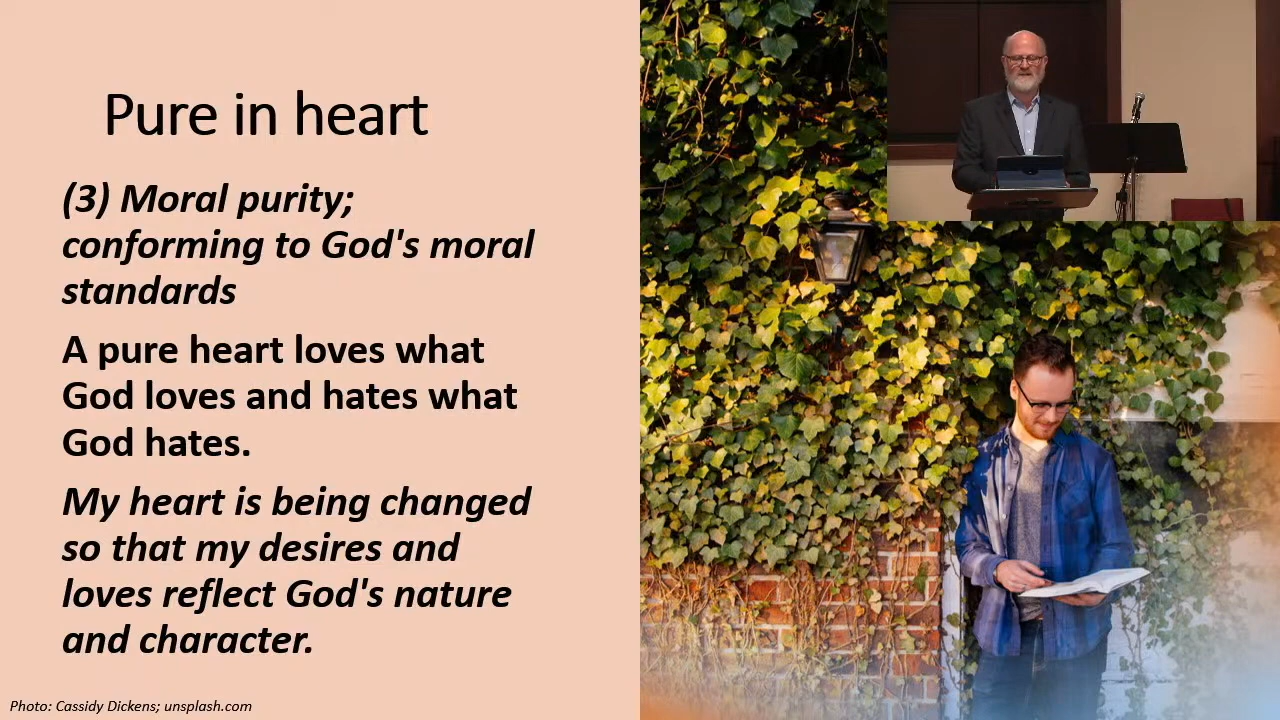 Pure in heart
(3) Moral purity;
conforming to God's moral
standards
A pure heart loves what
God loves and hates what
God hates.
My heart is being changed
so that my desires and
loves reflect God's nature
and character.
Photo: Cassidy Dickens; unsplash.com